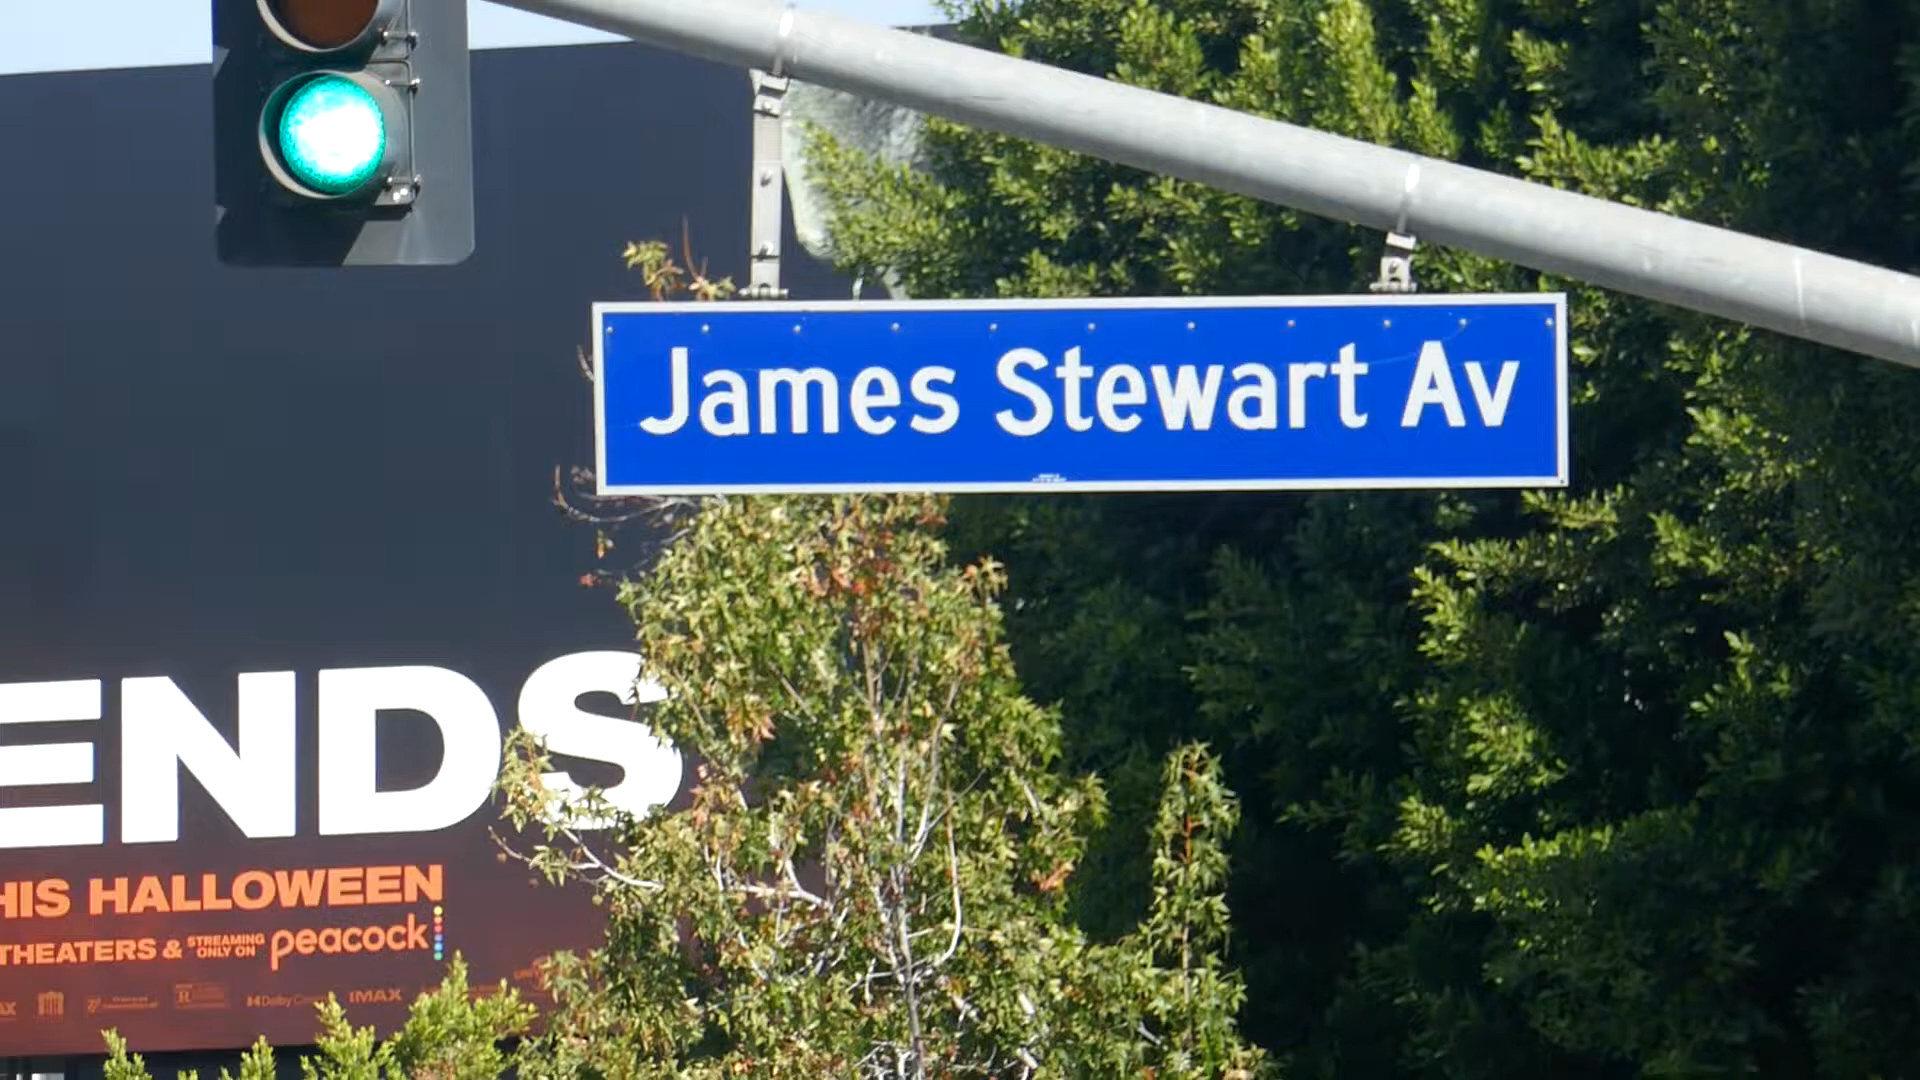 James Stewart Av
ENDS
HIS HALLOWEEN
THEATERS & STREAMING ONLY ON peacock
R
IMAX